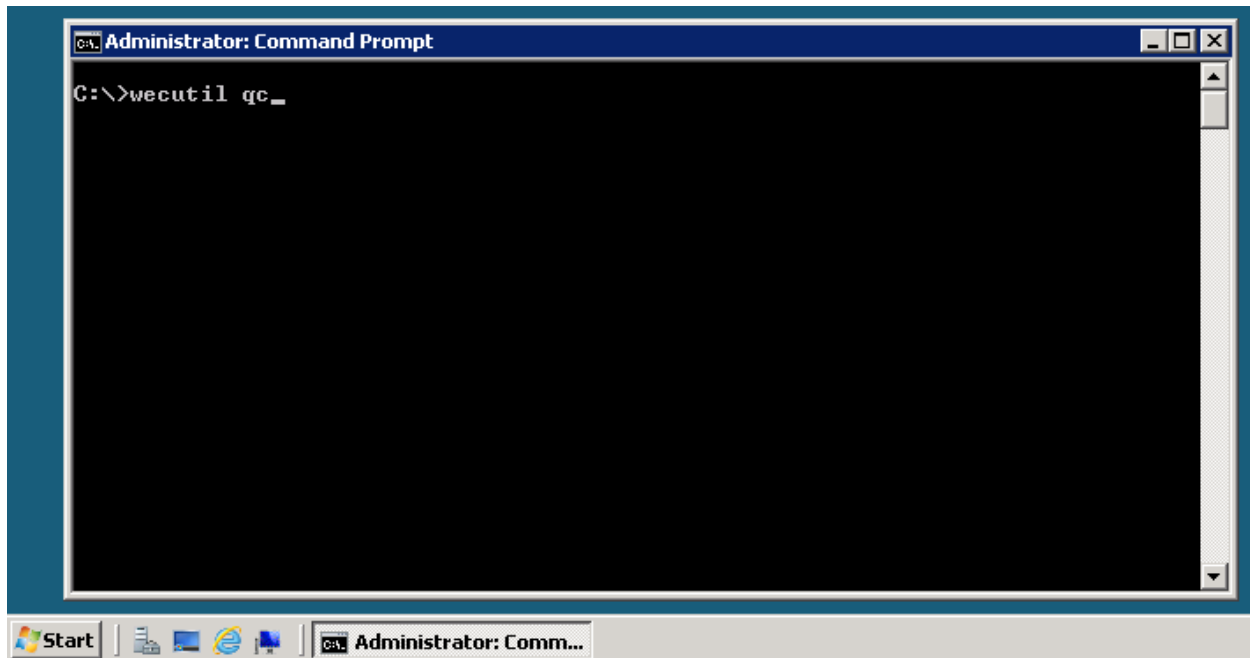 Administrator: Command Prompt
C:\>wecutil qc_
Start
Administrator: Comm...